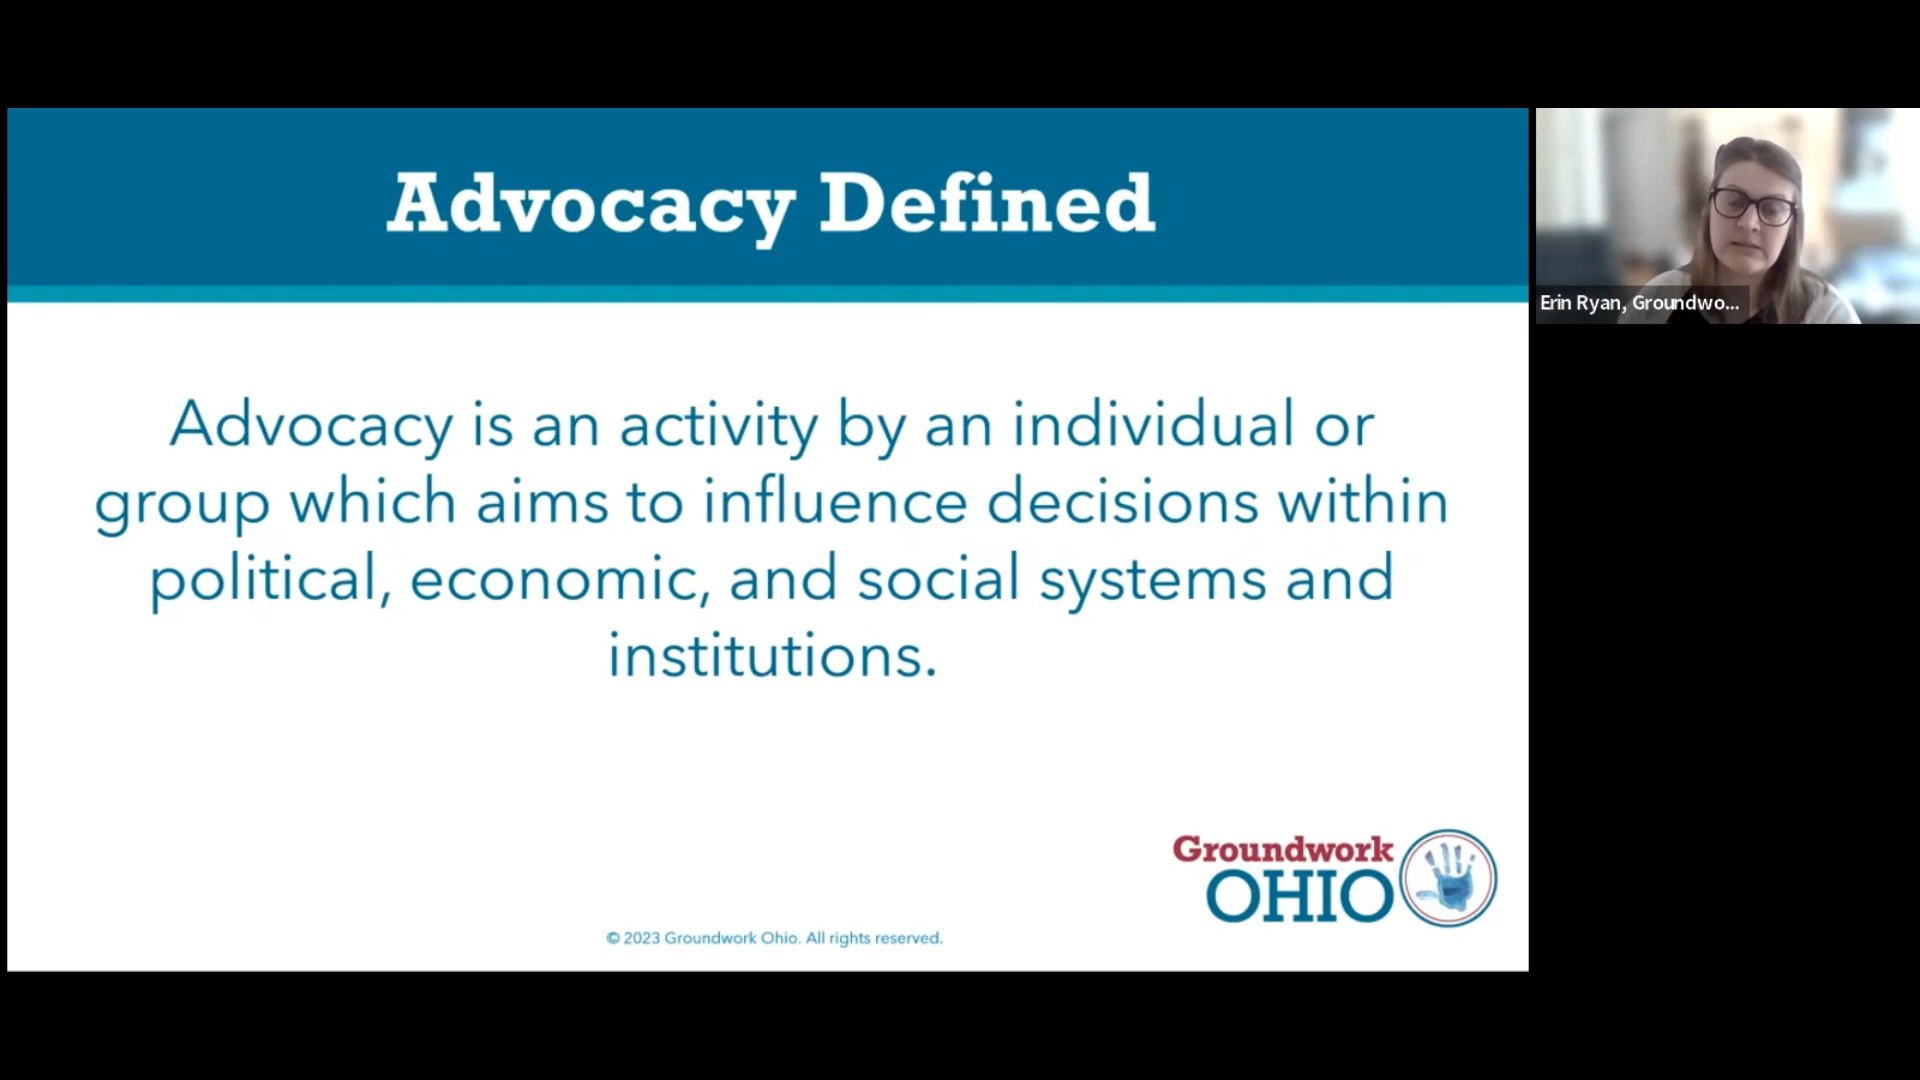 Advocacy Defined
Advocacy is an activity by an individual or
group which aims to influence decisions within
political, economic, and social systems and
institutions.
Groundwork
OHIO
© 2023 Groundwork Ohio. All rights reserved.
Erin Ryan, Groundwo...